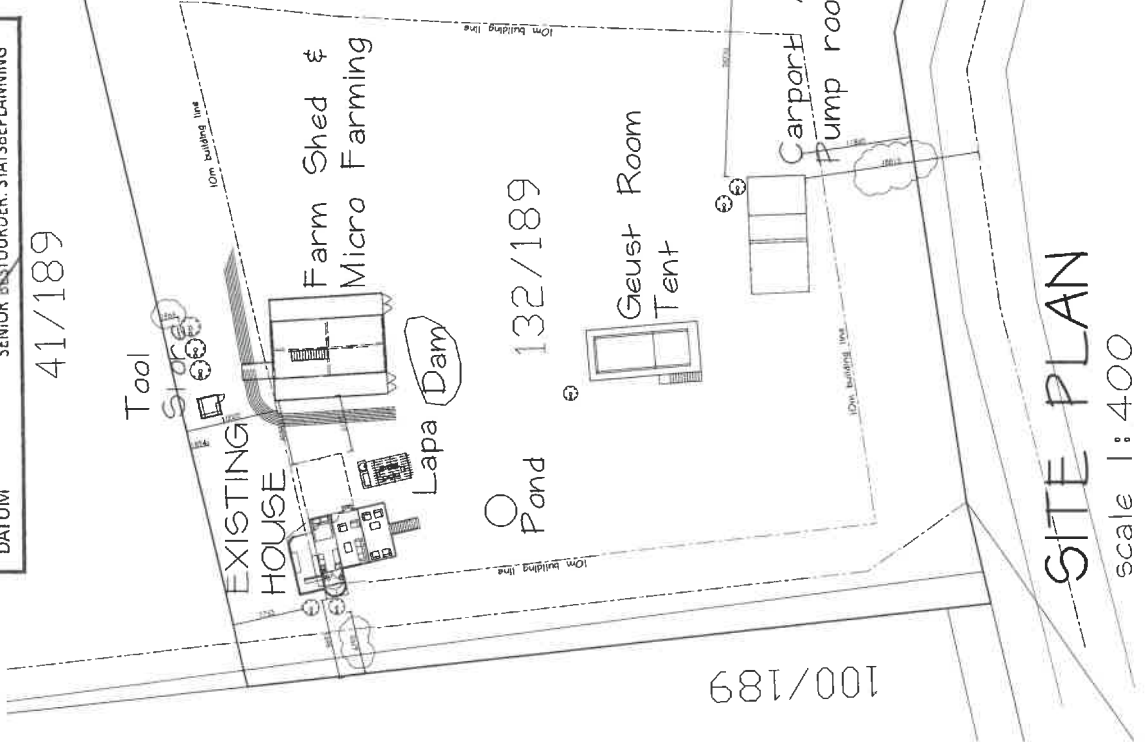 DATUM
SENIOR BESTUURDER: STATSBEPLANNING
41/189
Tool
Store
EXISTING
HOUSE
Farm Shed &
Micro Farming
Lapa
Dam
Pond
132/189
Geust Room
Tent
Carport
Pump roo
10m building line
10m building line
10m building line
10m building line
100/189
SITE PLAN
scale 1: 400